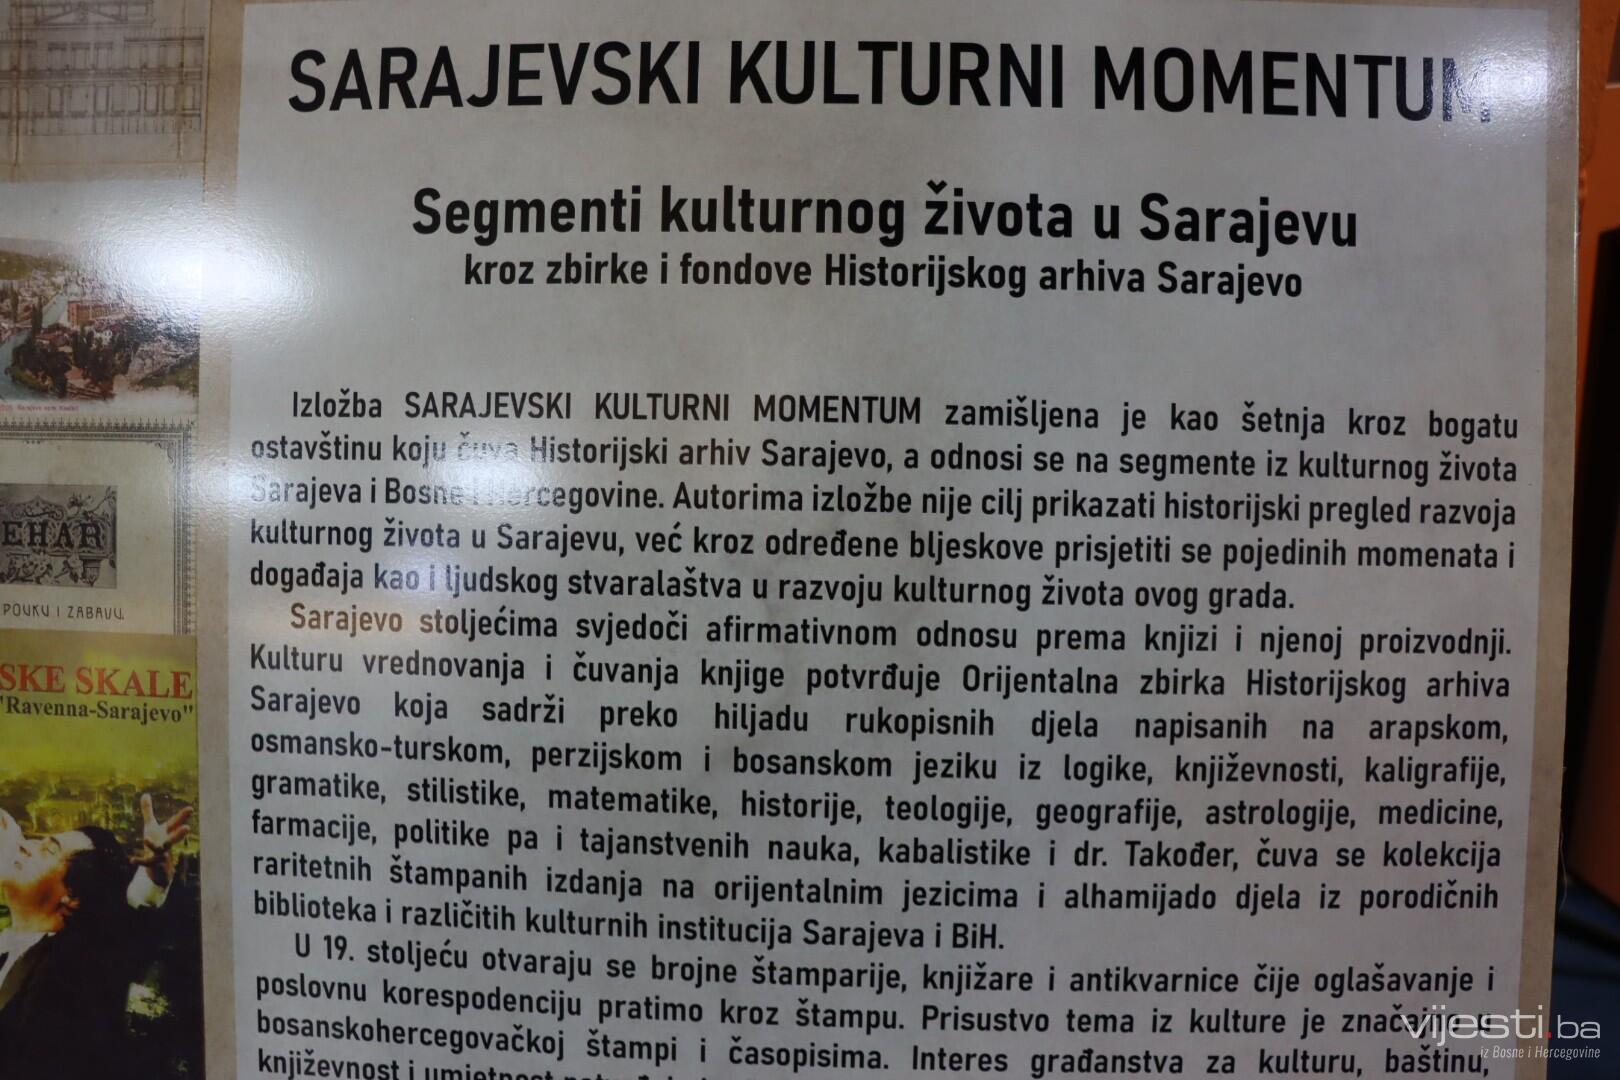 SARAJEVSKI KULTURNI MOMENTUM
Segmenti kulturnog života u Sarajevu
kroz zbirke i fondove Historijskog arhiva Sarajevo
Izložba SARAJEVSKI KULTURNI MOMENTUM zamišljena je kao šetnja kroz bogatu
ostavštinu koju čuva Historijski arhiv Sarajevo, a odnosi se na segmente iz kulturnog života
Sarajeva i Bosne i Hercegovine. Autorima izložbe nije cilj prikazati historijski pregled razvoja
kulturnog života u Sarajevu, već kroz određene bljeskove prisjetiti se pojedinih momenata i
događaja kao i ljudskog stvaralaštva u razvoju kulturnog života ovog grada.
Sarajevo stoljećima svjedoči afirmativnom odnosu prema knjizi i njenoj proizvodnji.
Kulturu vrednovanja i čuvanja knjige potvrđuje Orijentalna zbirka Historijskog arhiva
Sarajevo koja sadrži preko hiljadu rukopisnih djela napisanih na arapskom,
osmansko-turskom, perzijskom i bosanskom jeziku iz logike, književnosti, kaligrafije,
gramatike, stilistike, matematike, historije, teologije, geografije, astrologije, medicine,
farmacije, politike pa i tajanstvenih nauka, kabalistike i dr. Također, čuva se kolekcija
raritetnih štampanih izdanja na orijentalnim jezicima i alhamijado djela iz porodičnih
biblioteka i različitih kulturnih institucija Sarajeva i BiH.
U 19. stoljeću otvaraju se brojne štamparije, knjižare i antikvarnice čije oglašavanje i
poslovnu korespodenciju pratimo kroz štampu. Prisustvo tema iz kulture je značajno u
bosanskohercegovačkoj štampi i časopisima. Interes građanstva za kulturu, baštinu,
književnost i umjetnost
EHAR
POUKU I ZABAVU.
SKE SKALE
"Ravenna-Sarajevo"
vijesti.ba
iz Bosne i Hercegovine